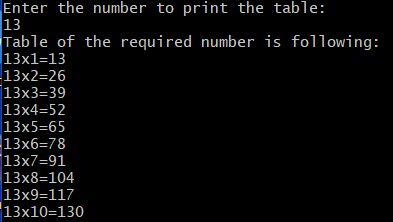 Enter the number to print the table:
13
Table of the required number is following:
13x1=13
13x2=26
13x3=39
13x4=52
13x5=65
13x6=78
13x7=91
13x8=104
13x9=117
13x10=130